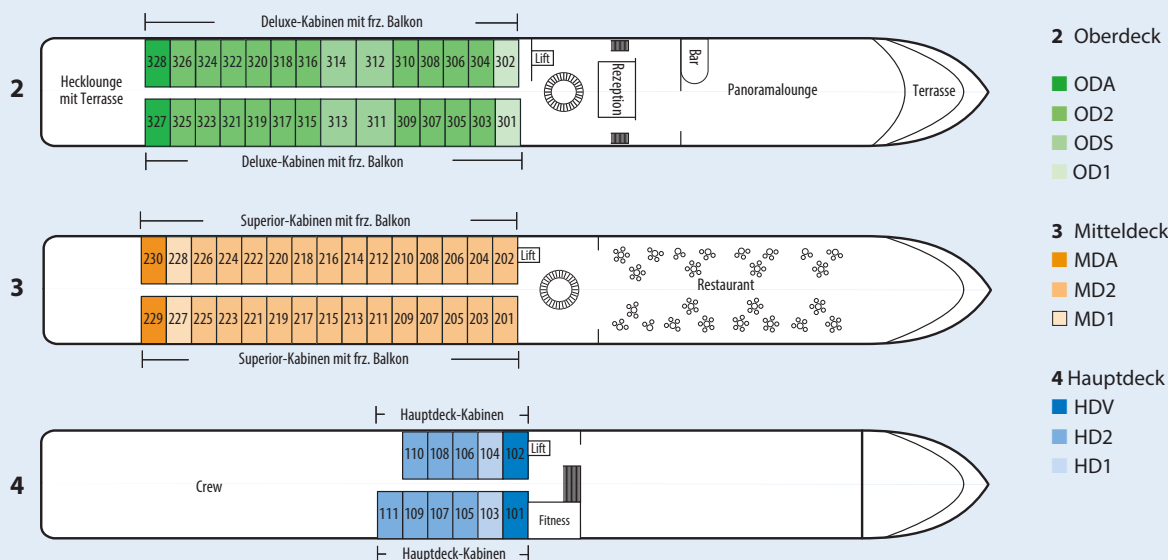 Deluxe-Kabinen mit frz. Balkon
2 Oberdeck
328 326 324 322 320 318 316 314 312 310 308 306 304 302
Lift
Bar
Hecklounge
mit Terrasse
2
Rezeption
Panoramalounge
Terrasse
ODA
OD2
ODS
OD1
327 325 323 321 319 317 315 313 311 309 307 305 303 301
Deluxe-Kabinen mit frz. Balkon
Superior-Kabinen mit frz. Balkon
3 Mitteldeck
230 228 226 224 222 220 218 216 214 212 210 208 206 204 202
Lift
3
Restaurant
MDA
MD2
MD1
229 227 225 223 221 219 217 215 213 211 209 207 205 203 201
Superior-Kabinen mit frz. Balkon
4 Hauptdeck
Hauptdeck-Kabinen
HDV
HD2
HD1
110 108 106 104 102
Lift
4
Crew
111 109 107 105 103 101
Fitness
Hauptdeck-Kabinen